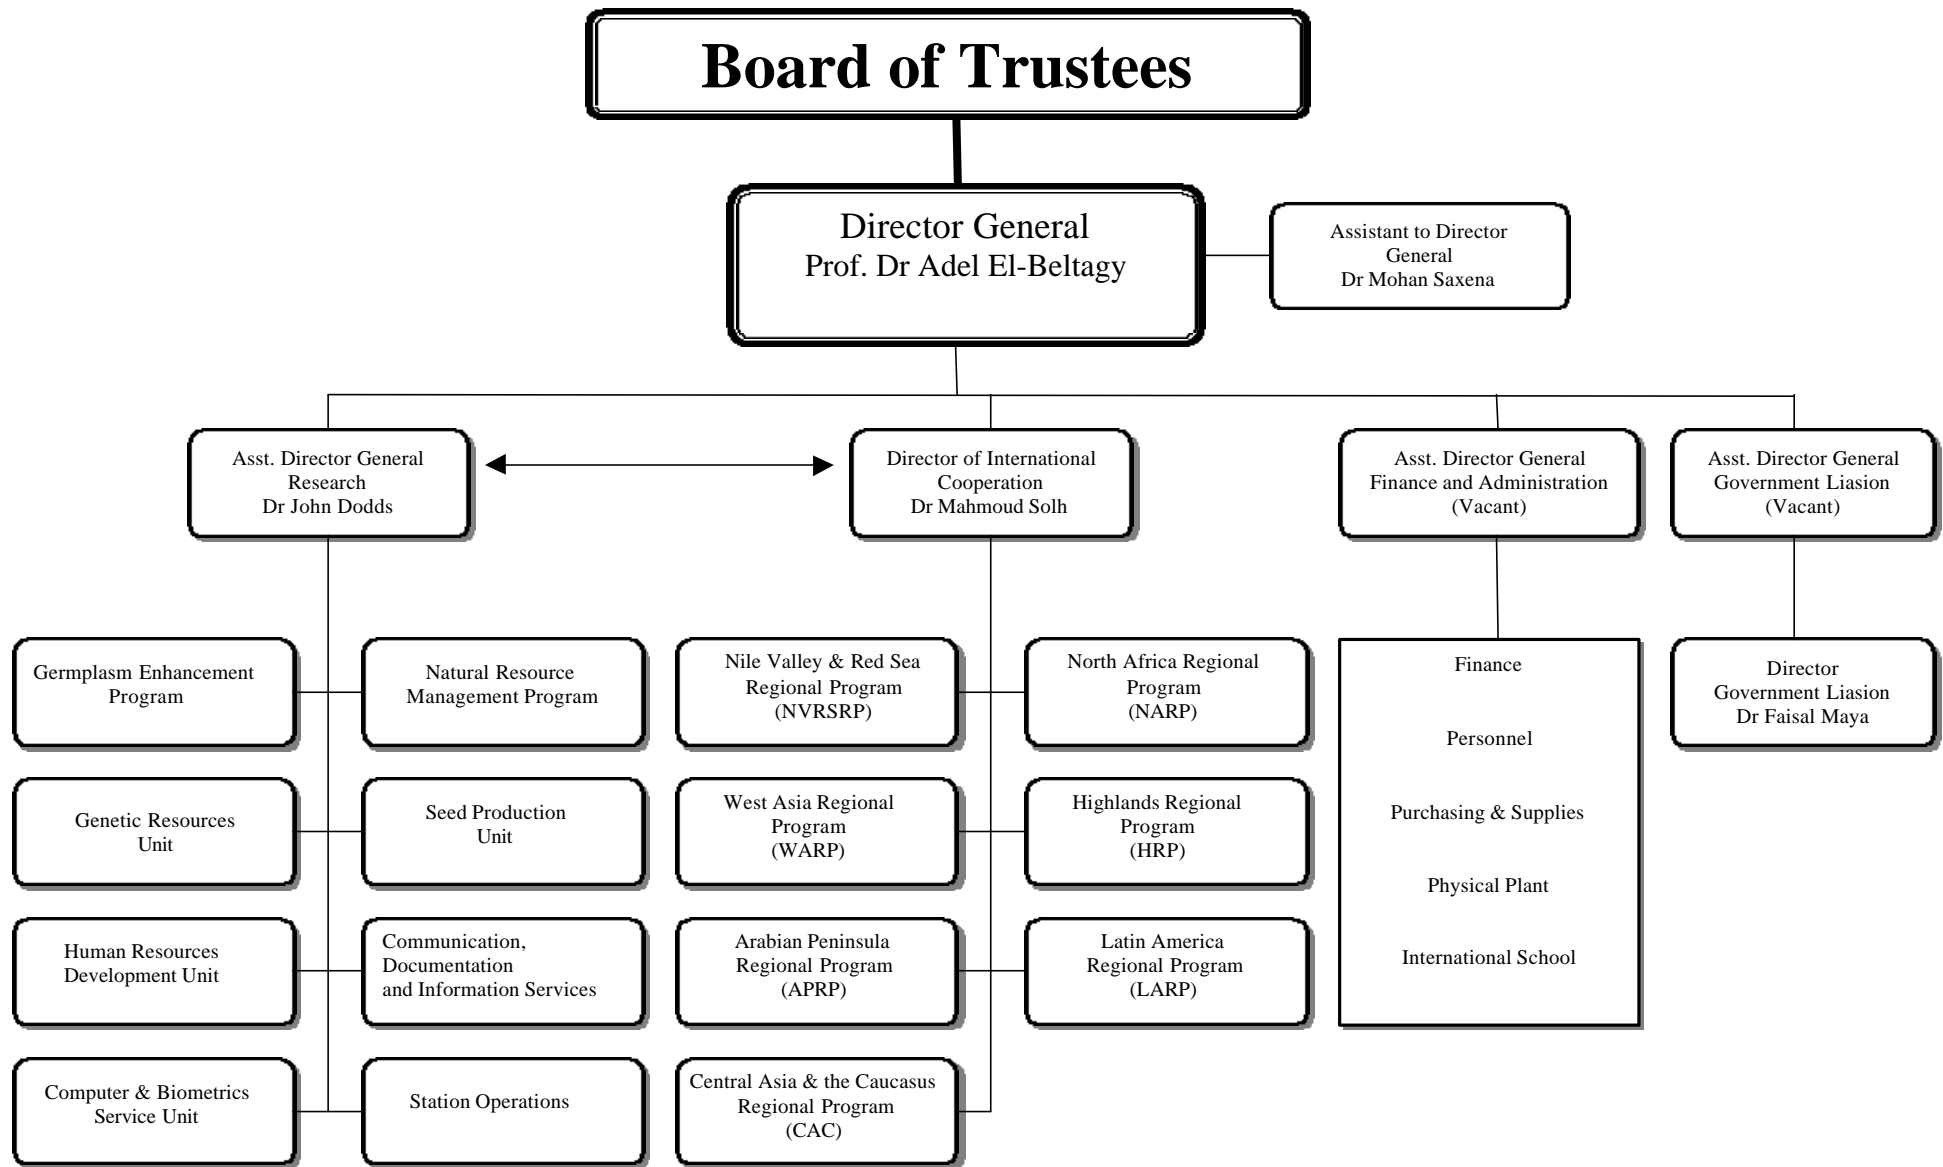 Board of Trustees
Director General
Prof. Dr Adel El-Beltagy
Assistant to Director
General
Dr Mohan Saxena
Asst. Director General
Research
Dr John Dodds
Director of International
Cooperation
Dr Mahmoud Solh
Asst. Director General
Finance and Administration
(Vacant)
Asst. Director General
Government Liasion
(Vacant)
Germplasm Enhancement
Program
Natural Resource
Management Program
Nile Valley & Red Sea
Regional Program
(NVRSRP)
North Africa Regional
Program
(NARP)
Finance
Personnel
Purchasing & Supplies
Physical Plant
International School
Director
Government Liasion
Dr Faisal Maya
Genetic Resources
Unit
Seed Production
Unit
West Asia Regional
Program
(WARP)
Highlands Regional
Program
(HRP)
Human Resources
Development Unit
Communication,
Documentation
and Information Services
Arabian Peninsula
Regional Program
(APRP)
Latin America
Regional Program
(LARP)
Computer & Biometrics
Service Unit
Station Operations
Central Asia & the Caucasus
Regional Program
(CAC)